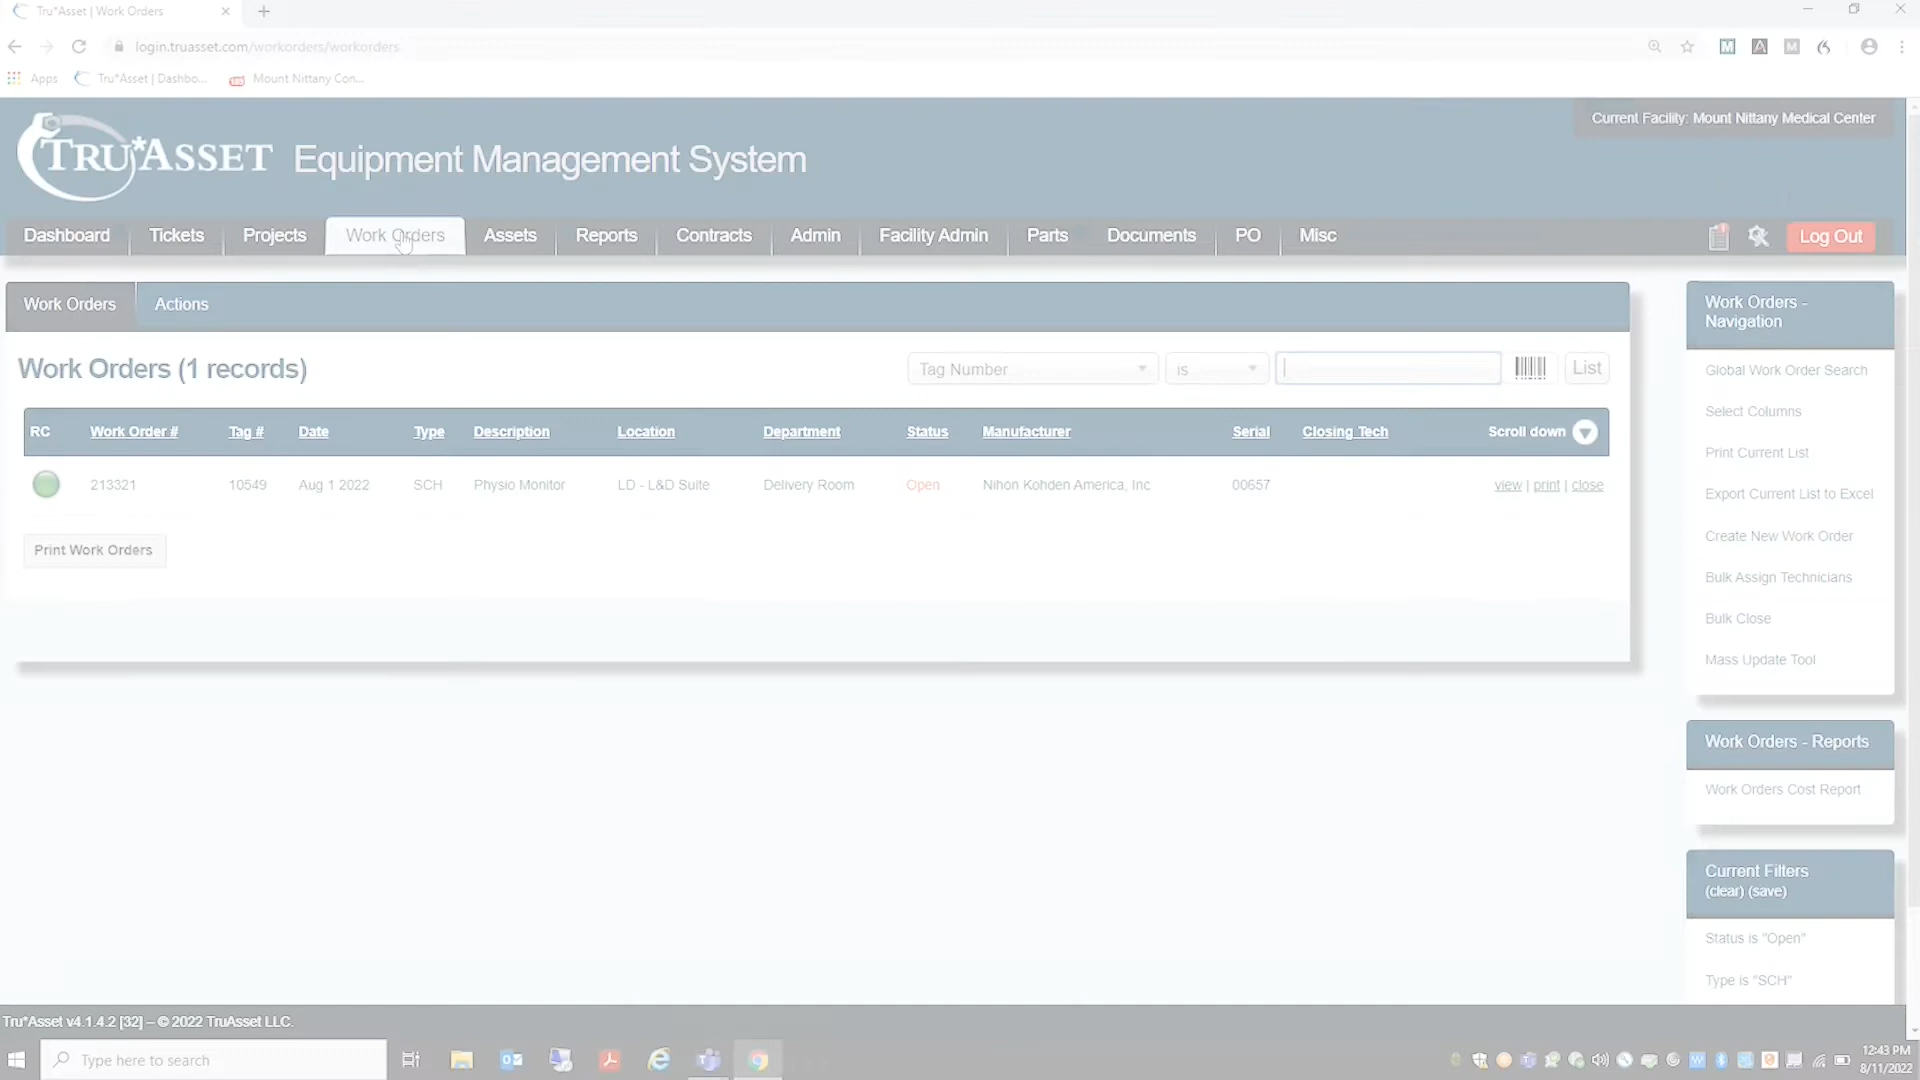 Tru*Asset | Work Orders
login.truasset.com/workorders/workorders
Apps
Tru*Asset | Dashbo...
Mount Nittany Con...
TRU*ASSET
Equipment Management System
Current Facility: Mount Nittany Medical Center
Dashboard
Tickets
Projects
Work Orders
Assets
Reports
Contracts
Admin
Facility Admin
Parts
Documents
PO
Misc
Log Out
Work Orders
Actions
Work Orders (1 records)
Tag Number
is
List
RC Work Order # Tag # Date Type Description Location Department Status Manufacturer Serial Closing Tech Scroll down
213321 10549 Aug 1 2022 SCH Physio Monitor LD - L&D Suite Delivery Room Open Nihon Kohden America, Inc 00657 view | print | close
Print Work Orders
Work Orders -
Navigation
Global Work Order Search
Select Columns
Print Current List
Export Current List to Excel
Create New Work Order
Bulk Assign Technicians
Bulk Close
Mass Update Tool
Work Orders - Reports
Work Orders Cost Report
Current Filters
(clear) (save)
Status is "Open"
Type is "SCH"
Tru*Asset v4.1.4.2 [32] – © 2022 TruAsset LLC.
Type here to search
12:43 PM
8/11/2022